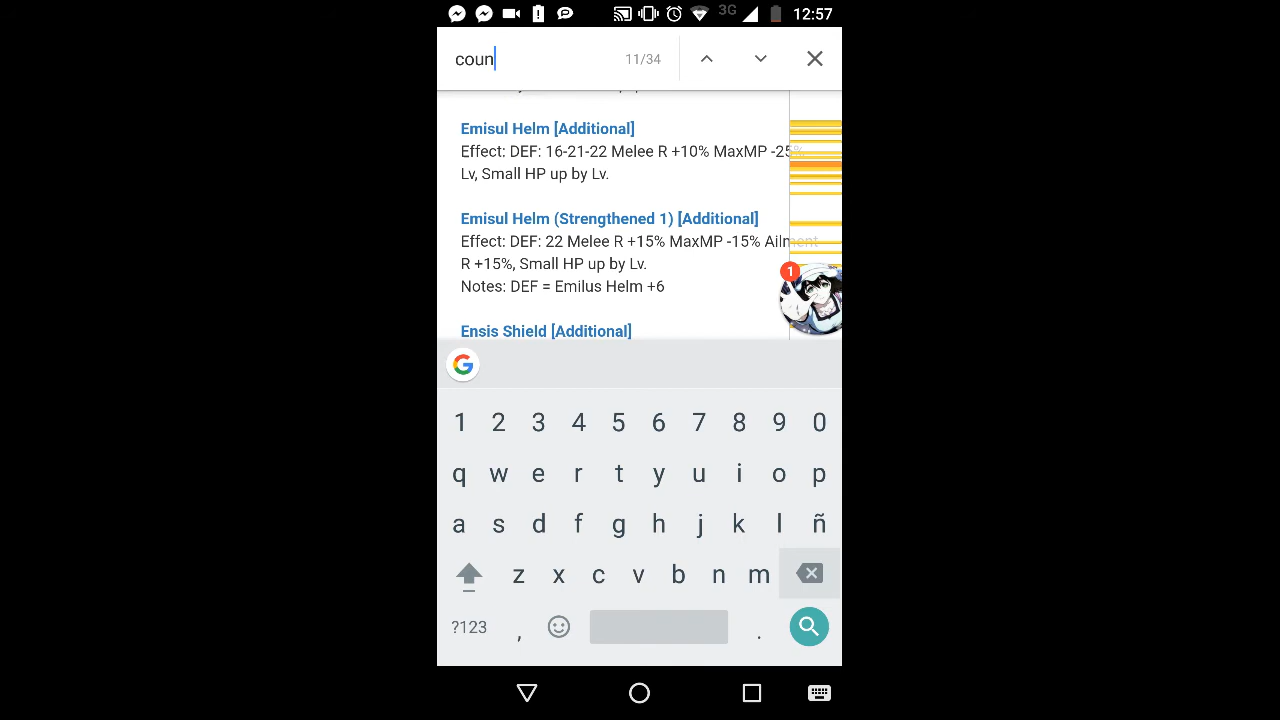 3G 12:57
coun 11/34
Emisul Helm [Additional]
Effect: DEF: 16-21-22 Melee R +10% MaxMP -25%
Lv, Small HP up by Lv.
Emisul Helm (Strengthened 1) [Additional]
Effect: DEF: 22 Melee R +15% MaxMP -15% Ailment
R +15%, Small HP up by Lv.
1
Notes: DEF = Emilus Helm +6
Ensis Shield [Additional]
G
1 2 3 4 5 6 7 8 9 0
q w e r t y u i o p
a s d f g h j k l ñ
z x c v b n m
?123 , .